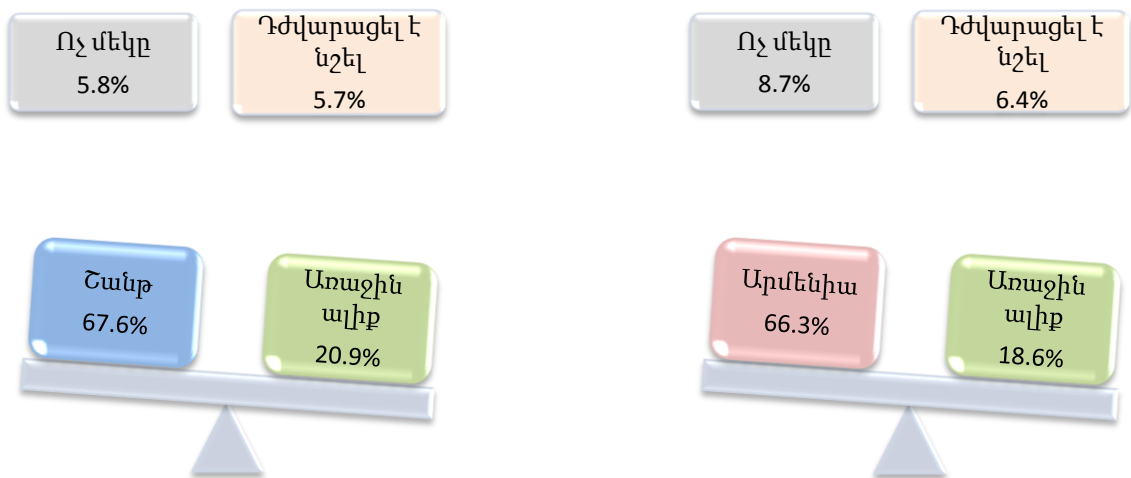 Ոչ մեկը
5.8%
Դժվարացել է
նշել
5.7%
Շանթ
67.6%
Առաջին
ալիք
20.9%
Ոչ մեկը
8.7%
Դժվարացել է
նշել
6.4%
Արմենիա
66.3%
Առաջին
ալիք
18.6%